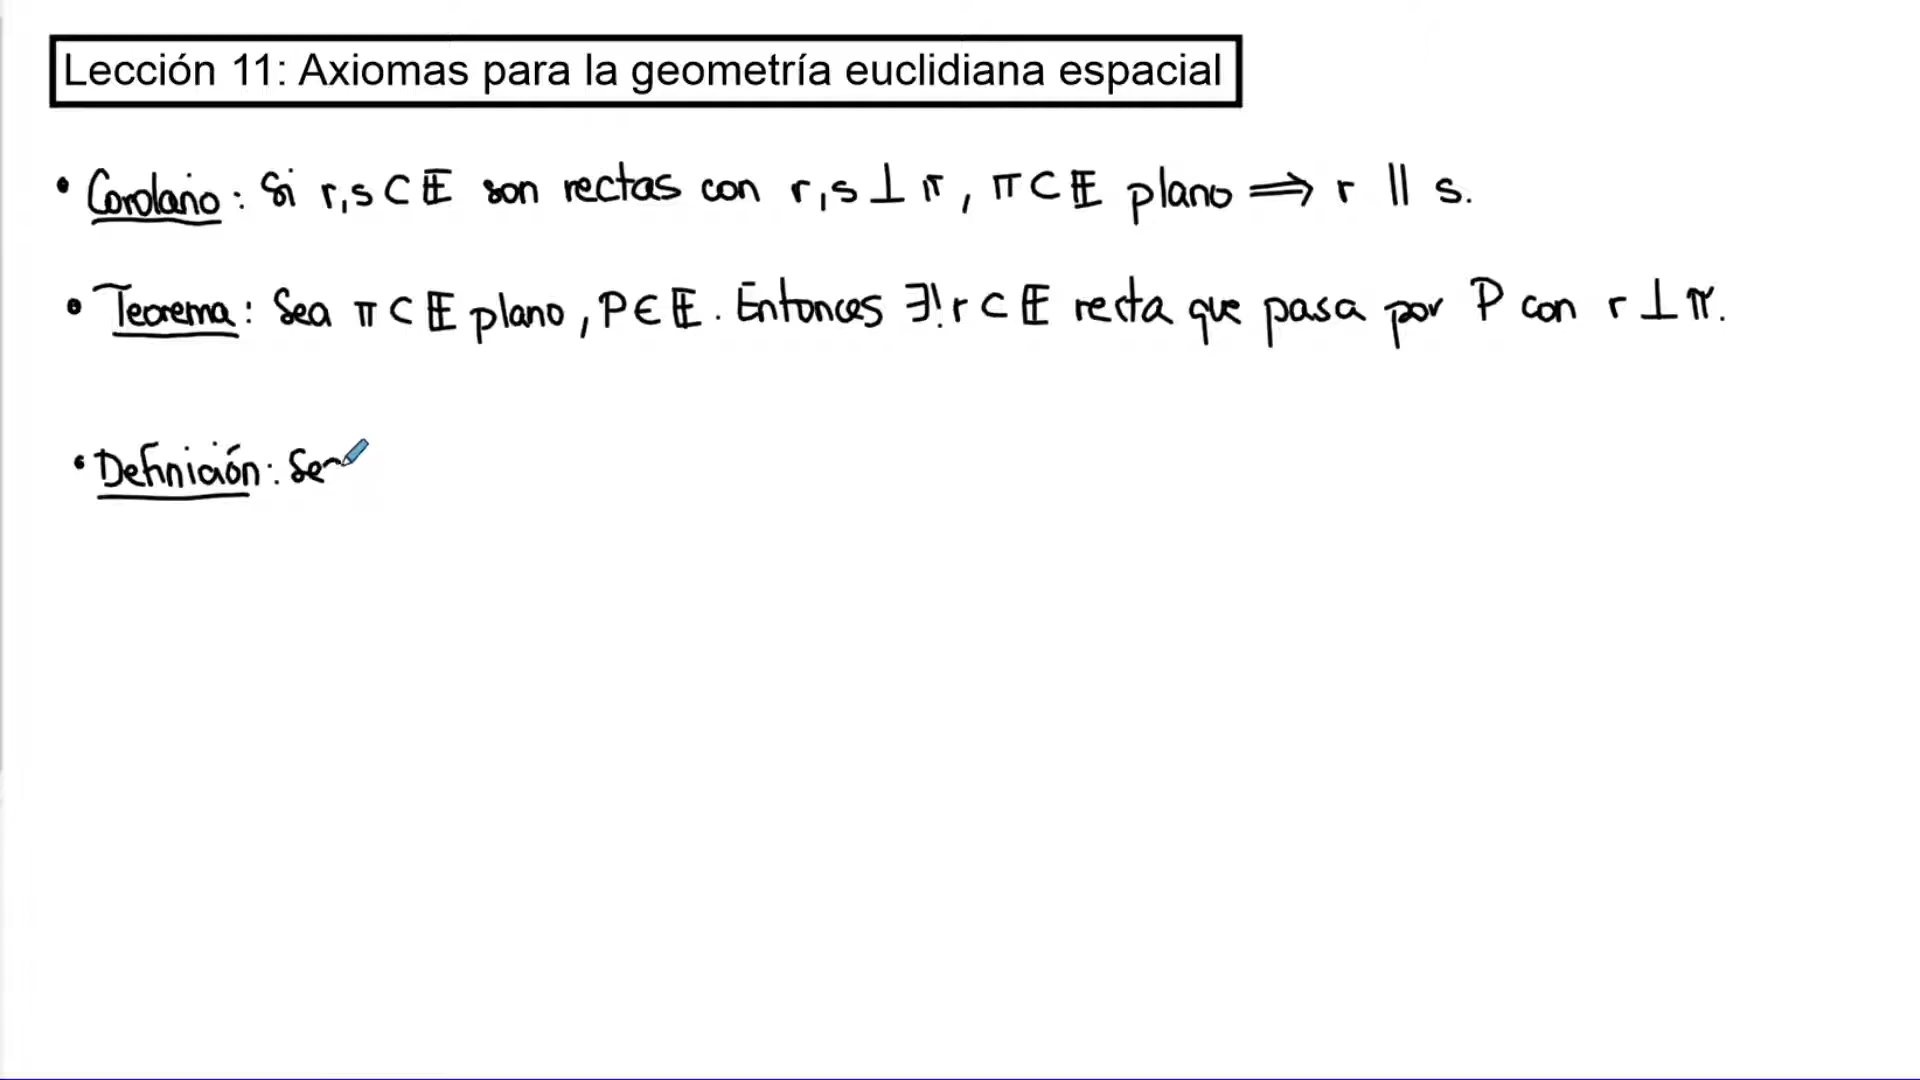 Lección 11: Axiomas para la geometría euclidiana espacial
• Corolario: Si r,s ⊂ 𝔼 son rectas con r,s ⊥ π, π ⊂ 𝔼 plano ⟹ r ∥ s.
• Teorema: Sea π ⊂ 𝔼 plano, P ∈ 𝔼. Entonces ∃! r ⊂ 𝔼 recta que pasa por P con r ⊥ π.
• Definición: Se